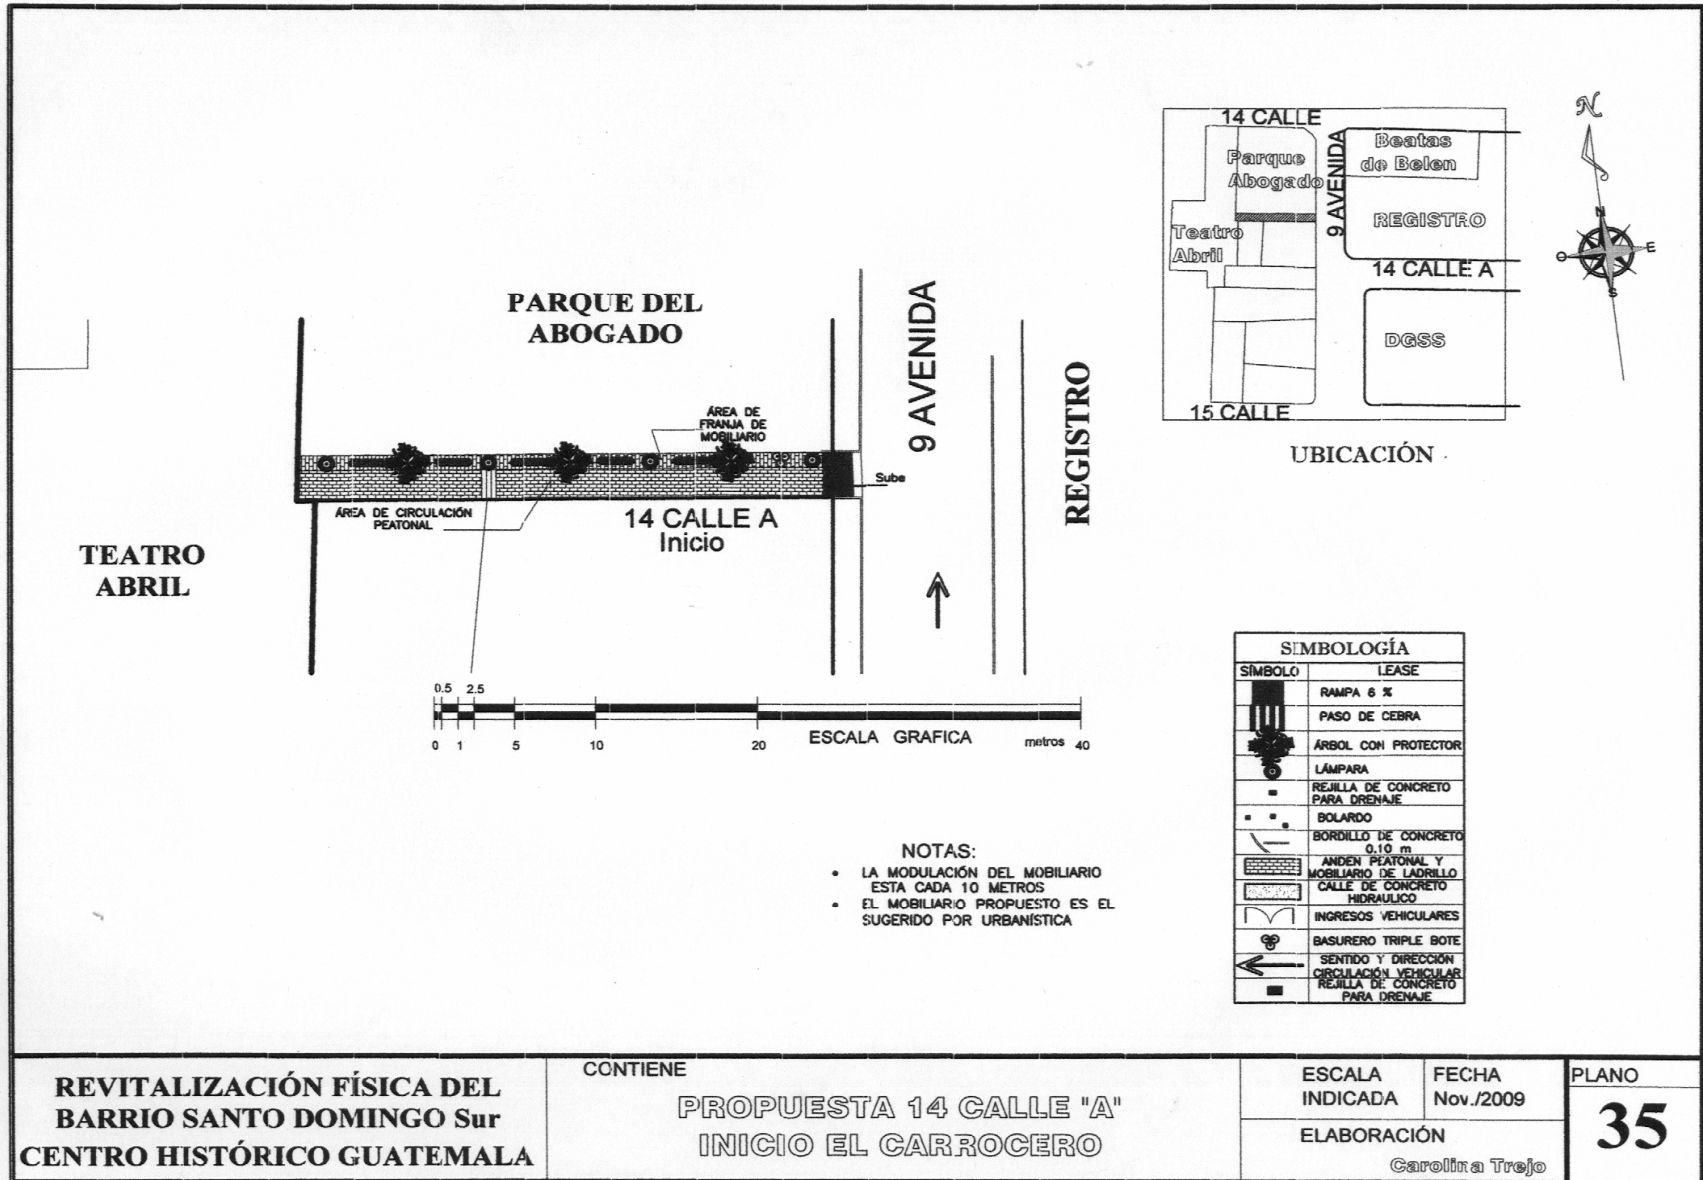 PARQUE DEL
ABOGADO
9 AVENIDA
REGISTRO
ÁREA DE
FRANJA DE
MOBILIARIO
Sube
ÁREA DE CIRCULACIÓN
PEATONAL
14 CALLE A
Inicio
TEATRO
ABRIL
0.5 2.5
0 1 5 10 20 ESCALA GRAFICA metros 40
NOTAS:
• LA MODULACIÓN DEL MOBILIARIO
ESTA CADA 10 METROS
• EL MOBILIARIO PROPUESTO ES EL
SUGERIDO POR URBANÍSTICA
14 CALLE
Parque
Abogado
9 AVENIDA
Beatas
de Belen
REGISTRO
Teatro
Abril
14 CALLE A
DGSS
15 CALLE
UBICACIÓN
N
N
O
E
S
SIMBOLOGÍA
SÍMBOLO LEASE
RAMPA 6 %
PASO DE CEBRA
ÁRBOL CON PROTECTOR
LÁMPARA
REJILLA DE CONCRETO
PARA DRENAJE
BOLARDO
BORDILLO DE CONCRETO
0.10 m
ANDEN PEATONAL Y
MOBILIARIO DE LADRILLO
CALLE DE CONCRETO
HIDRAULICO
INGRESOS VEHICULARES
BASURERO TRIPLE BOTE
SENTIDO Y DIRECCIÓN
CIRCULACIÓN VEHICULAR
REJILLA DE CONCRETO
PARA DRENAJE
REVITALIZACIÓN FÍSICA DEL
BARRIO SANTO DOMINGO Sur
CENTRO HISTÓRICO GUATEMALA
CONTIENE
PROPUESTA 14 CALLE "A"
INICIO EL CARROCERO
ESCALA
INDICADA
FECHA
Nov./2009
ELABORACIÓN
Carolina Trejo
PLANO
35